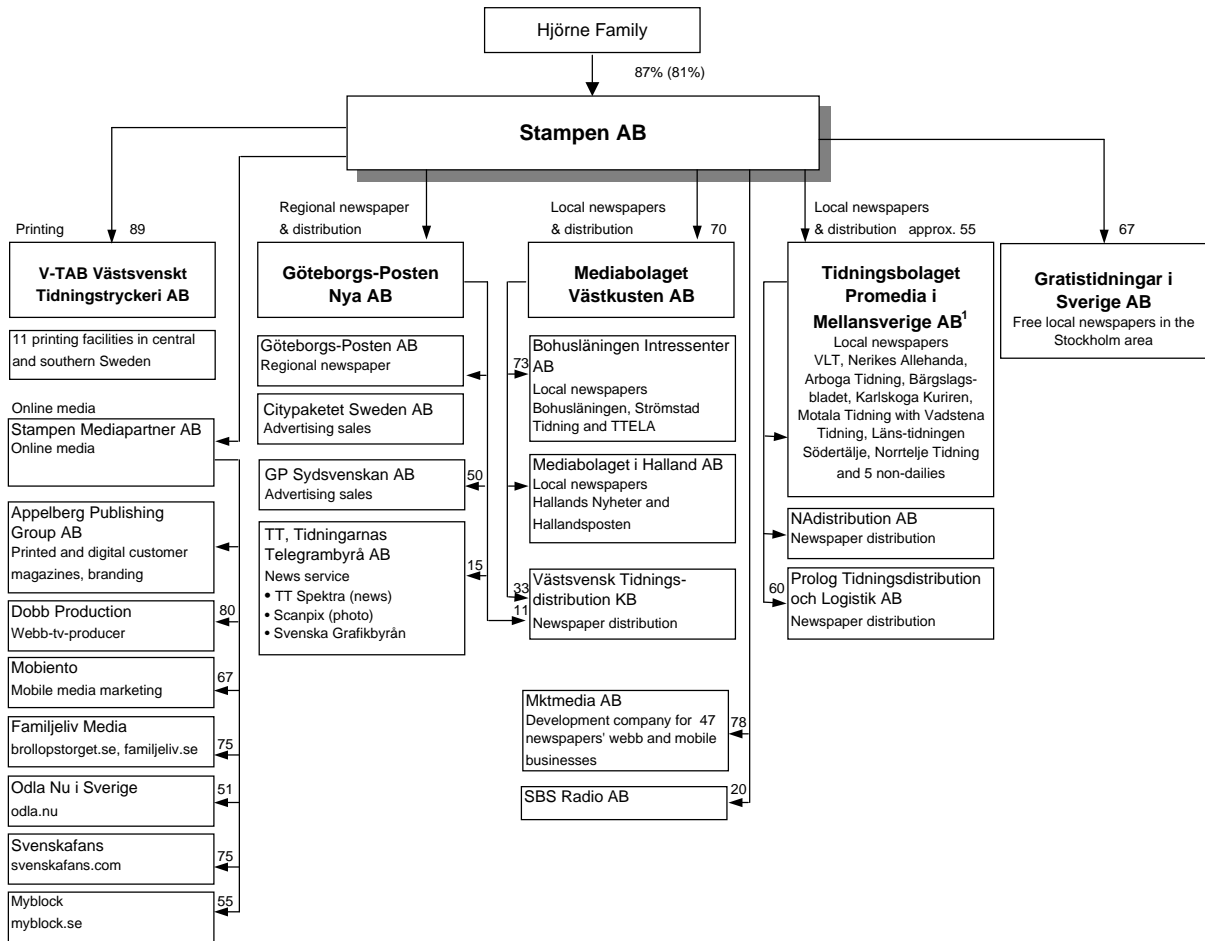 Hjörne Family
87% (81%)
Stampen AB
Printing
89
V-TAB Västsvenskt
Tidningstryckeri AB
11 printing facilities in central
and southern Sweden
Online media
Stampen Mediapartner AB
Online media
Appelberg Publishing
Group AB
Printed and digital customer
magazines, branding
Dobb Production
Webb-tv-producer
80
Mobiento
Mobile media marketing
67
Familjeliv Media
brollopstorget.se, familjeliv.se
75
Odla Nu i Sverige
odla.nu
51
Svenskafans
svenskafans.com
75
Myblock
myblock.se
55
Regional newspaper
& distribution
Göteborgs-Posten
Nya AB
Göteborgs-Posten AB
Regional newspaper
Citypaketet Sweden AB
Advertising sales
GP Sydsvenskan AB
Advertising sales
50
TT, Tidningarnas
Telegrambyrå AB
News service
• TT Spektra (news)
• Scanpix (photo)
• Svenska Grafikbyrån
15
Local newspapers
& distribution
70
Mediabolaget
Västkusten AB
73
Bohusläningen Intressenter
AB
Local newspapers
Bohusläningen, Strömstad
Tidning and TTELA
Mediabolaget i Halland AB
Local newspapers
Hallands Nyheter and
Hallandsposten
33
11
Västsvensk Tidnings-
distribution KB
Newspaper distribution
Mktmedia AB
Development company for 47
newspapers' webb and mobile
businesses
78
SBS Radio AB
20
Local newspapers
& distribution approx. 55
Tidningsbolaget
Promedia i
Mellansverige AB¹
Local newspapers
VLT, Nerikes Allehanda,
Arboga Tidning, Bärgslags-
bladet, Karlskoga Kuriren,
Motala Tidning with Vadstena
Tidning, Läns-tidningen
Södertälje, Norrtelje Tidning
and 5 non-dailies
NAdistribution AB
Newspaper distribution
60
Prolog Tidningsdistribution
och Logistik AB
Newspaper distribution
67
Gratistidningar i
Sverige AB
Free local newspapers in the
Stockholm area